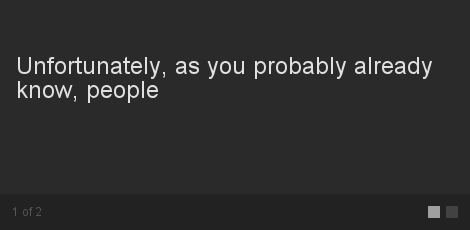 Unfortunately, as you probably already
know, people
1 of 2